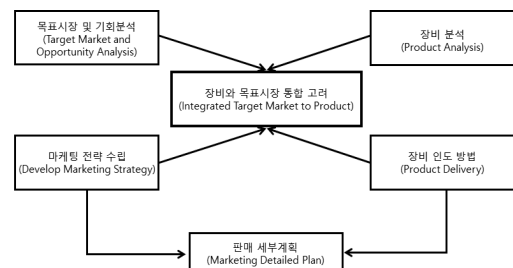 목표시장 및 기회분석
(Target Market and
Opportunity Analysis)
장비 분석
(Product Analysis)
장비와 목표시장 통합 고려
(Integrated Target Market to Product)
마케팅 전략 수립
(Develop Marketing Strategy)
장비 인도 방법
(Product Delivery)
판매 세부계획
(Marketing Detailed Plan)